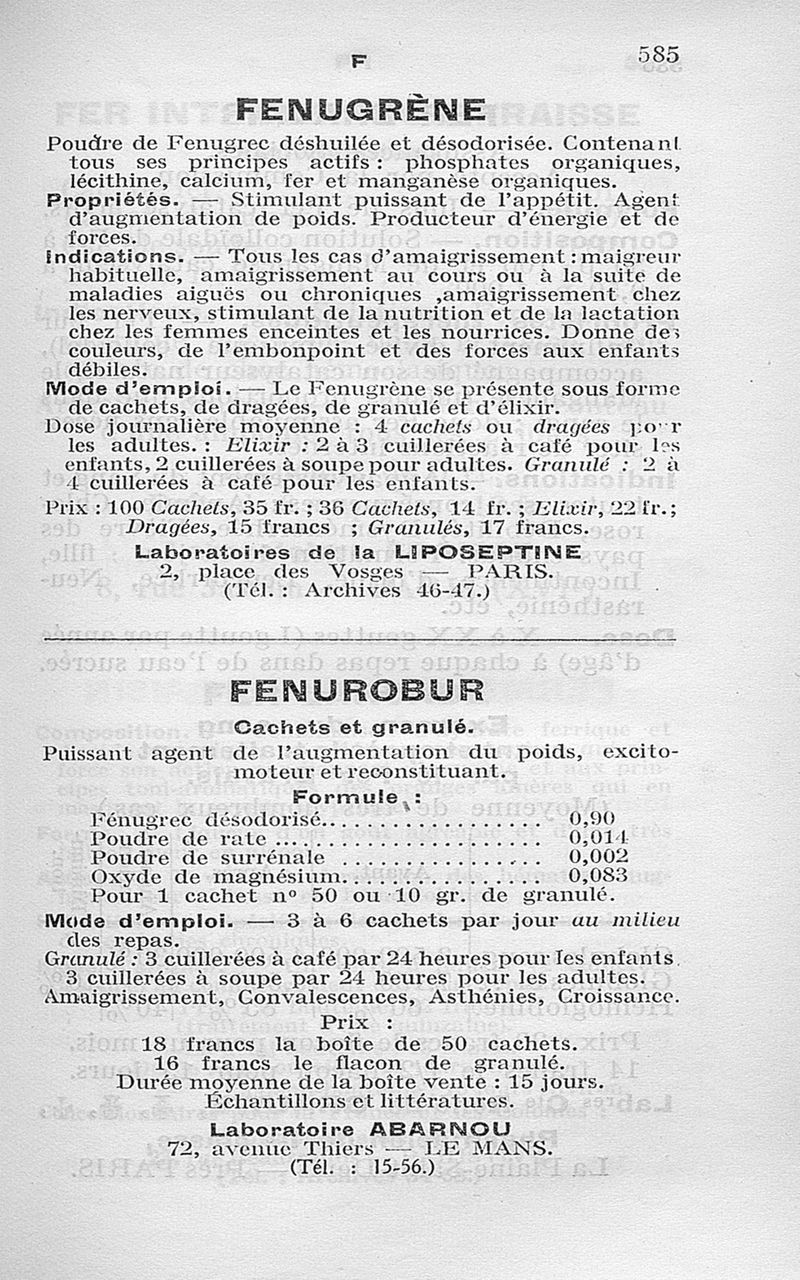 F
585
FENUGRÈNE
Poudre de Fenugrec déshuilée et désodorisée. Contenant
tous ses principes actifs : phosphates organiques,
lécithine, calcium, fer et manganèse organiques.
Propriétés. — Stimulant puissant de l'appétit. Agent
d'augmentation de poids. Producteur d'énergie et de
forces.
Indications. — Tous les cas d'amaigrissement : maigreur
habituelle, amaigrissement au cours ou à la suite de
maladies aiguës ou chroniques ,amaigrissement chez
les nerveux, stimulant de la nutrition et de la lactation
chez les femmes enceintes et les nourrices. Donne des
couleurs, de l'embonpoint et des forces aux enfants
débiles.
Mode d'emploi. — Le Fenugrène se présente sous forme
de cachets, de dragées, de granulé et d'élixir.
Dose journalière moyenne : 4 cachets ou dragées pour
les adultes. : Elixir : 2 à 3 cuillerées à café pour les
enfants, 2 cuillerées à soupe pour adultes. Granulé : 2 à
4 cuillerées à café pour les enfants.
Prix : 100 Cachets, 35 fr. ; 36 Cachets, 14 fr. ; Elixir, 22 fr.;
Dragées, 15 francs ; Granulés, 17 francs.
Laboratoires de la LIPOSEPTINE
2, place des Vosges — PARIS.
(Tél. : Archives 46-47.)
FENUROBUR
Cachets et granulé.
Puissant agent de l'augmentation du poids, excito-
moteur et reconstituant.
Formule :
Fénugrec désodorisé.. . . . . . . . . . . . . . . 0,90
Poudre de rate .... . . . . . . . . . . . . . . . 0,014
Poudre de surrénale . . . . . . . . . . . . . . 0,002
Oxyde de magnésium. . . . . . . . . . . . . . 0,083
Pour 1 cachet nº 50 ou 10 gr. de granulé.
Mode d'emploi. — 3 à 6 cachets par jour au milieu
des repas.
Granulé : 3 cuillerées à café par 24 heures pour les enfants.
3 cuillerées à soupe par 24 heures pour les adultes.
Amaigrissement, Convalescences, Asthénies, Croissance.
Prix :
18 francs la boîte de 50 cachets.
16 francs le flacon de granulé.
Durée moyenne de la boîte vente : 15 jours.
Échantillons et littératures.
Laboratoire ABARNOU
72, avenue Thiers — LE MANS.
(Tél. : 15-56.)